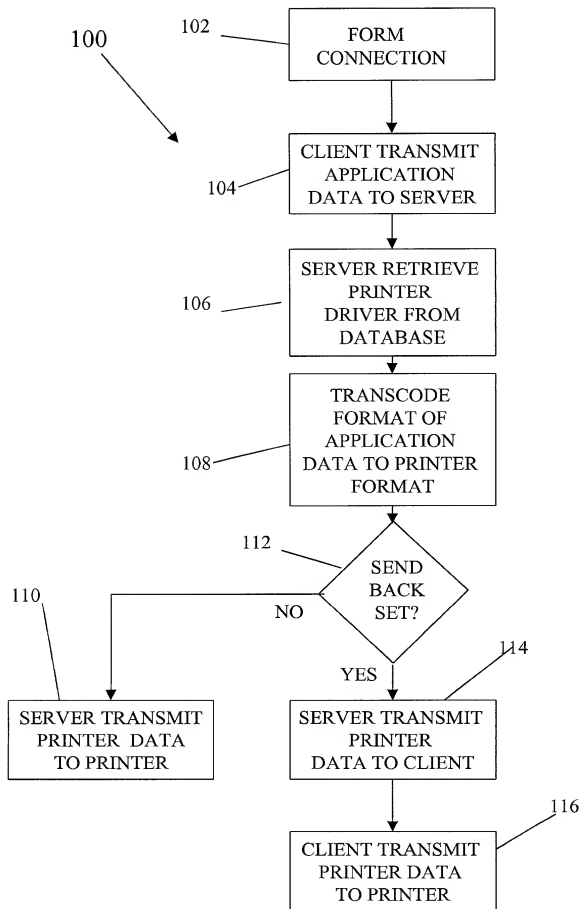 102
FORM
CONNECTION
100
CLIENT TRANSMIT
APPLICATION
DATA TO SERVER
104
SERVER RETRIEVE
PRINTER
DRIVER FROM
DATABASE
106
TRANSCODE
FORMAT OF
APPLICATION
DATA TO PRINTER
FORMAT
108
112
SEND
BACK
SET?
110
NO
YES
114
SERVER TRANSMIT
PRINTER DATA
TO PRINTER
SERVER TRANSMIT
PRINTER
DATA TO CLIENT
116
CLIENT TRANSMIT
PRINTER DATA
TO PRINTER